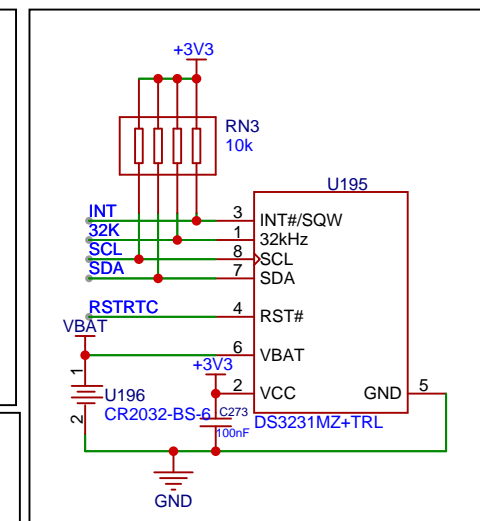 +3V3
RN3
10k
U195
INT 3 INT#/SQW
32K 1 32kHz
SCL 8 SCL
SDA 7 SDA
RSTRTC 4 RST#
VBAT 6 VBAT
+3V3
1
2 VCC GND 5
U196
CR2032-BS-6
C273
100nF
DS3231MZ+TRL
2
GND